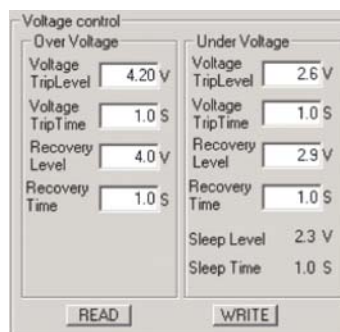 Voltage control
Over Voltage
Voltage TripLevel 4.20 V
Voltage TripTime 1.0 S
Recovery Level 4.0 V
Recovery Time 1.0 S
Under Voltage
Voltage TripLevel 2.6 V
Voltage TripTime 1.0 S
Recovery Level 2.9 V
Recovery Time 1.0 S
Sleep Level 2.3 V
Sleep Time 1.0 S
READ
WRITE